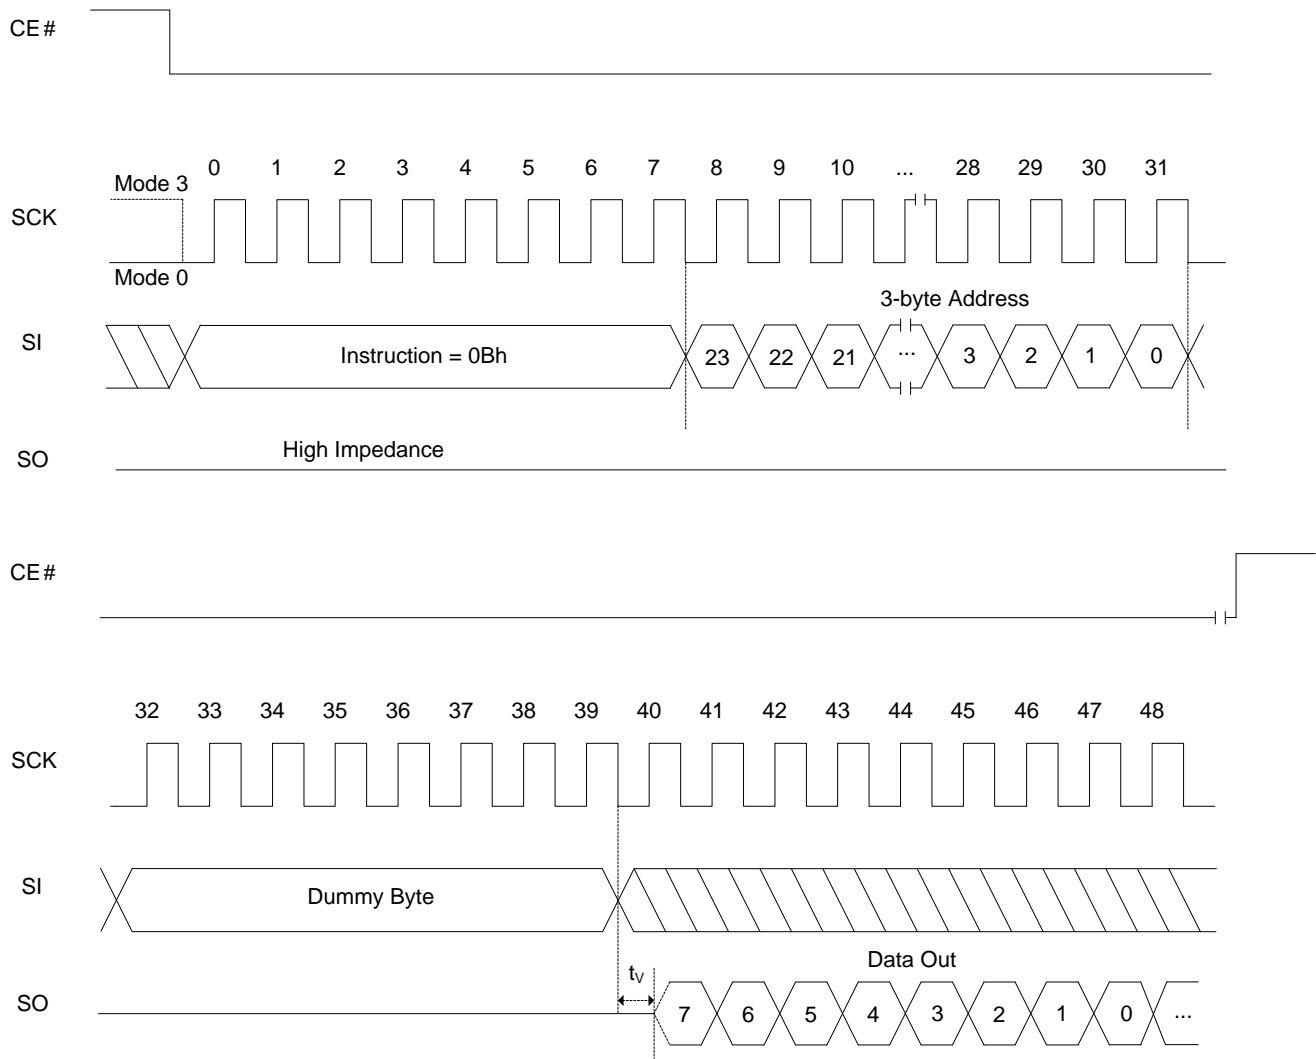 CE#
0 1 2 3 4 5 6 7 8 9 10 ... 28 29 30 31
Mode 3
SCK
Mode 0
3-byte Address
SI
Instruction = 0Bh
23 22 21 ... 3 2 1 0
High Impedance
SO
CE#
32 33 34 35 36 37 38 39 40 41 42 43 44 45 46 47 48
SCK
SI
Dummy Byte
Data Out
tV
SO
7 6 5 4 3 2 1 0 ...